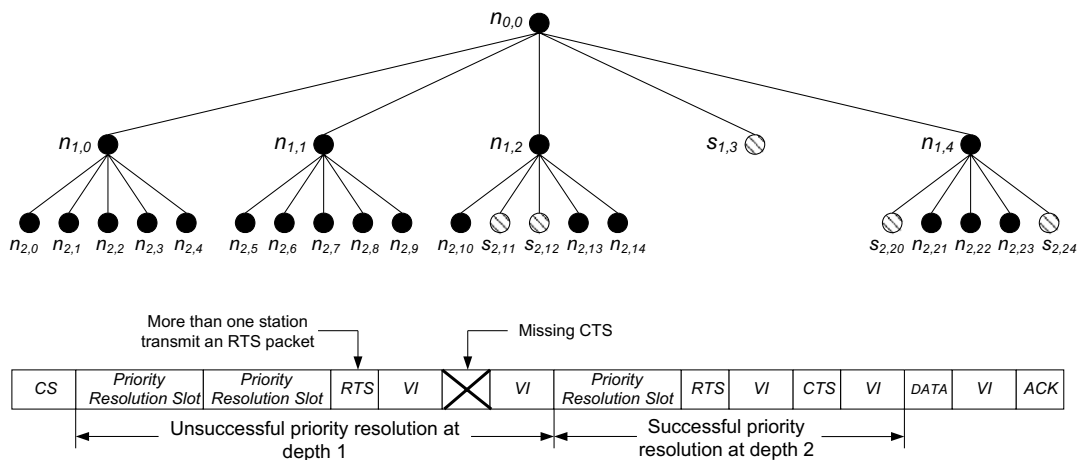 n0,0
n1,0
n1,1
n1,2
s1,3
n1,4
n2,0 n2,1 n2,2 n2,3 n2,4
n2,5 n2,6 n2,7 n2,8 n2,9
n2,10 s2,11 s2,12 n2,13 n2,14
s2,20 n2,21 n2,22 n2,23 s2,24
More than one station
transmit an RTS packet
Missing CTS
CS
Priority
Resolution Slot
Priority
Resolution Slot
RTS
VI
VI
Priority
Resolution Slot
RTS
VI
CTS
VI
DATA
VI
ACK
Unsuccessful priority resolution at
depth 1
Successful priority
resolution at depth 2